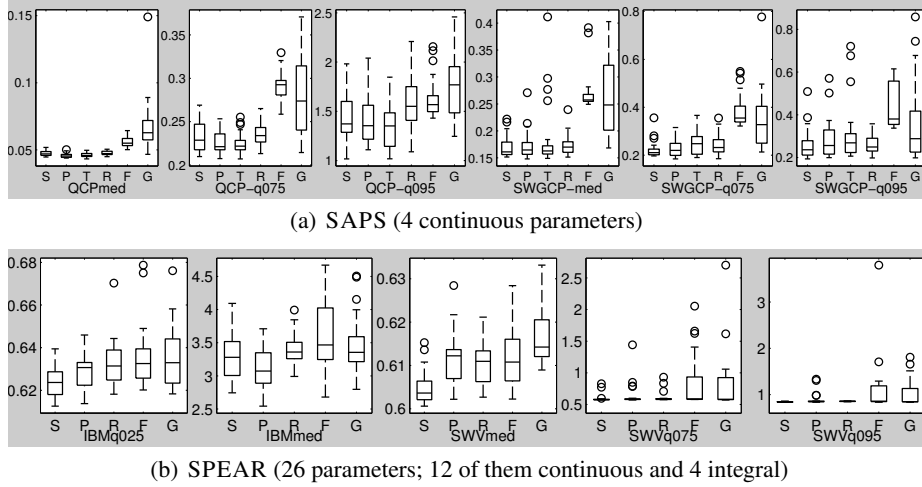 0.15 0.1 0.05 S P T R F G QCPmed
0.35 0.3 0.25 0.2 S P T R F G QCP-q075
2.5 2 1.5 1 S P T R F G QCP-q095
0.4 0.35 0.3 0.25 0.2 0.15 S P T R F G SWGCP-med
0.8 0.6 0.4 0.2 S P T R F G SWGCP-q075
0.8 0.6 0.4 0.2 S P T R F G SWGCP-q095
(a) SAPS (4 continuous parameters)
0.68 0.66 0.64 0.62 S P R F G IBMq025
4.5 4 3.5 3 2.5 S P R F G IBMmed
0.63 0.62 0.61 0.6 S P R F G SWVmed
2.5 2 1.5 1 0.5 S P R F G SWVq075
3 2 1 S P R F G SWVq095
(b) SPEAR (26 parameters; 12 of them continuous and 4 integral)